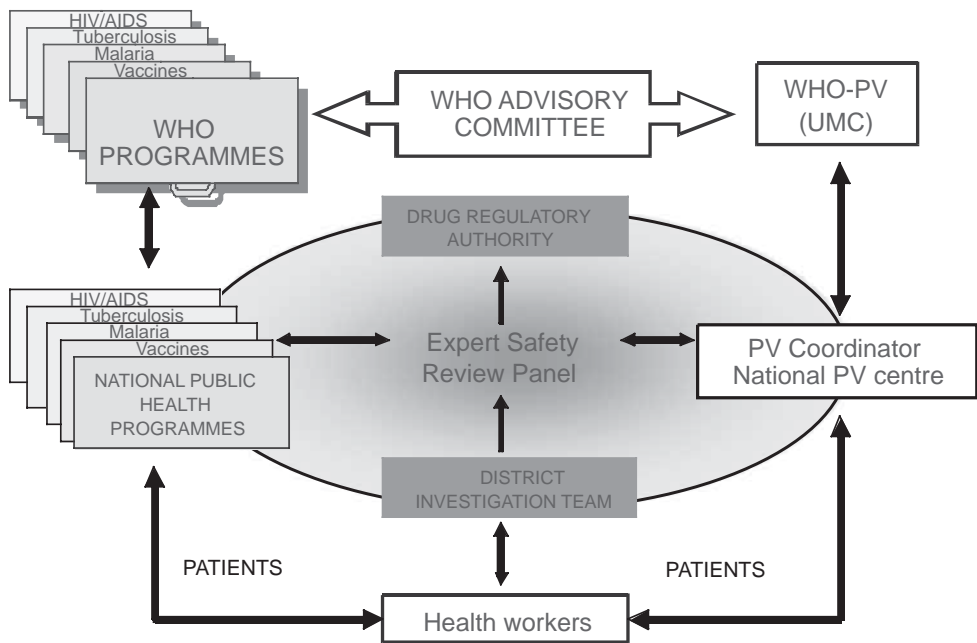 HIV/AIDS
Tuberculosis
Malaria
Vaccines
WHO
PROGRAMMES
WHO ADVISORY
COMMITTEE
WHO-PV
(UMC)
DRUG REGULATORY
AUTHORITY
HIV/AIDS
Tuberculosis
Malaria
Vaccines
NATIONAL PUBLIC
HEALTH
PROGRAMMES
Expert Safety
Review Panel
PV Coordinator
National PV centre
DISTRICT
INVESTIGATION TEAM
PATIENTS
PATIENTS
Health workers